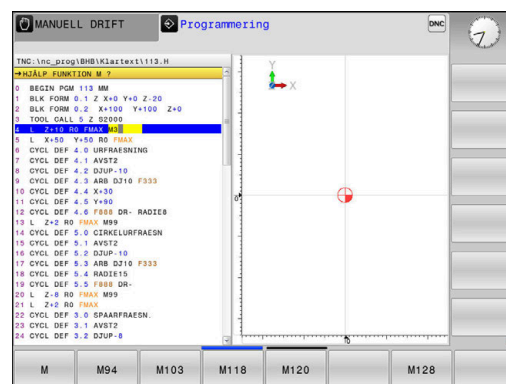 MANUELL DRIFT
Programmering
DNC
TNC:\nc_prog\BHB\Klartext\113.H
→HJÄLP FUNKTION M ?
0 BEGIN PGM 113 MM
1 BLK FORM 0.1 Z X+0 Y+0 Z-20
2 BLK FORM 0.2 X+100 Y+100 Z+0
3 TOOL CALL 5 Z S2000
4 L Z+10 R0 FMAX M3
5 L X+50 Y+50 R0 FMAX
6 CYCL DEF 4.0 URFRAESNING
7 CYCL DEF 4.1 AVST2
8 CYCL DEF 4.2 DJUP-10
9 CYCL DEF 4.3 ARB DJ10 F333
10 CYCL DEF 4.4 X+30
11 CYCL DEF 4.5 Y+90
12 CYCL DEF 4.6 F888 DR- RADIE8
13 L Z+2 R0 FMAX M99
14 CYCL DEF 5.0 CIRKELURFRAESN
15 CYCL DEF 5.1 AVST2
16 CYCL DEF 5.2 DJUP-10
17 CYCL DEF 5.3 ARB DJ10 F333
18 CYCL DEF 5.4 RADIE15
19 CYCL DEF 5.5 F888 DR-
20 L Z-8 R0 FMAX M99
21 L Z+2 R0 FMAX
22 CYCL DEF 3.0 SPAARFRAESN.
23 CYCL DEF 3.1 AVST2
24 CYCL DEF 3.2 DJUP-8
Y
X
0
0
M M94 M103 M118 M120 M128